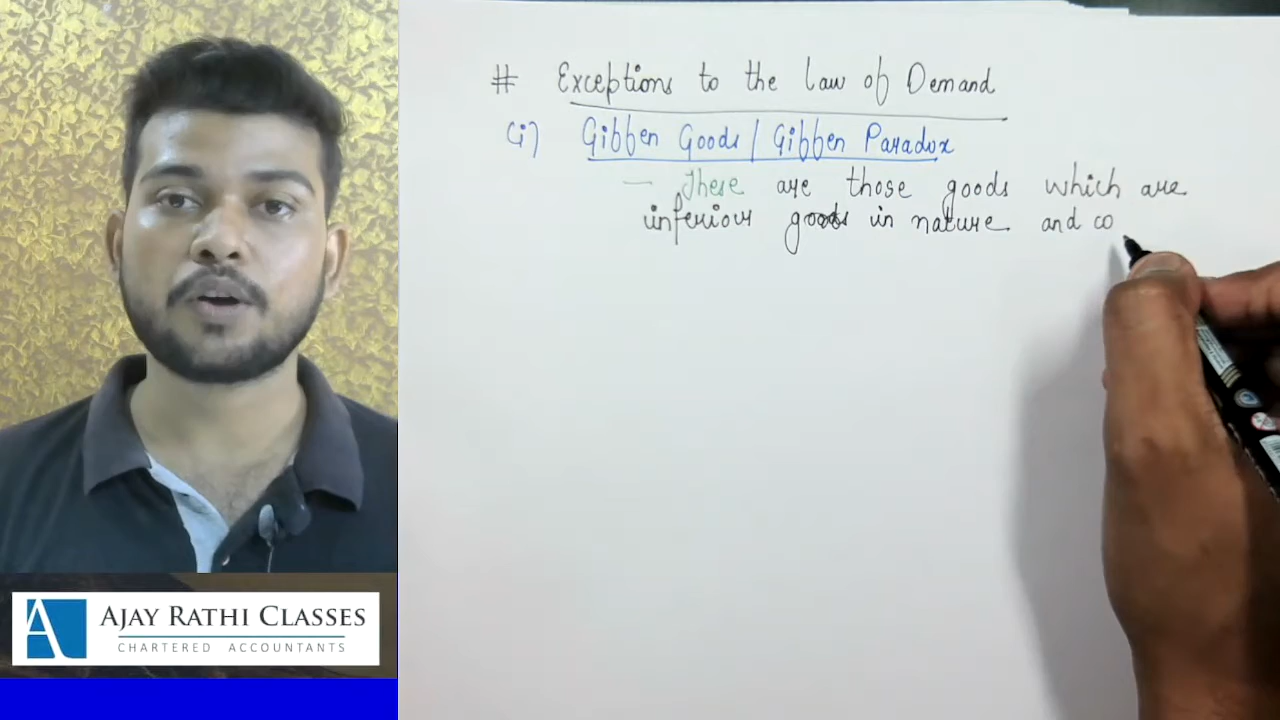 # Exceptions to the Law of Demand
(i) Giffen Goods / Giffen Paradox
— These are those goods which are
inferiour goods in nature and co
AJAY RATHI CLASSES
CHARTERED ACCOUNTANTS